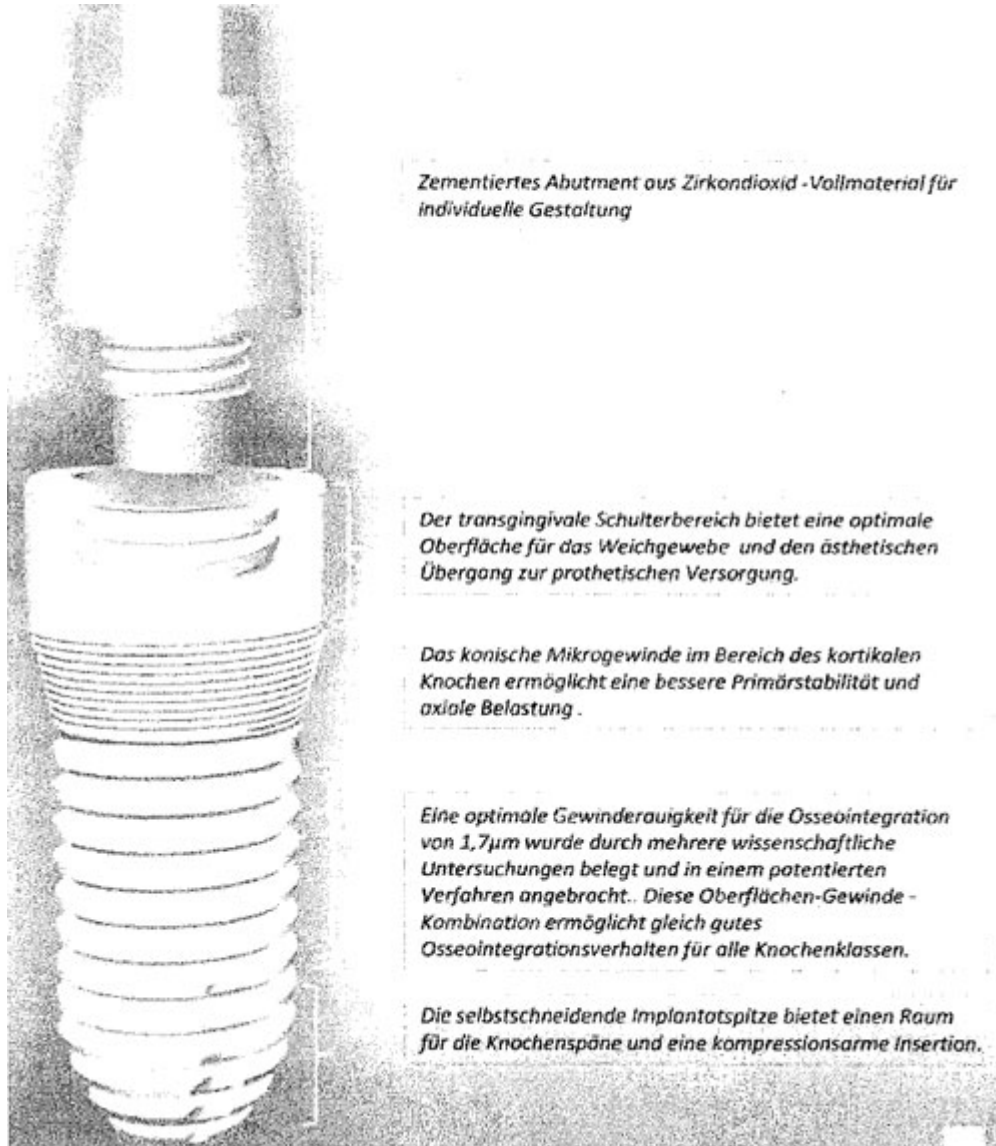 Zementiertes Abutment aus Zirkondioxid -Vollmaterial für
individuelle Gestaltung
Der transgingivale Schulterbereich bietet eine optimale
Oberfläche für das Weichgewebe und den ästhetischen
Übergang zur prothetischen Versorgung.
Das konische Mikrogewinde im Bereich des kortikalen
Knochen ermöglicht eine bessere Primärstabilität und
axiale Belastung .
Eine optimale Gewinderauigkeit für die Osseointegration
von 1,7µm wurde durch mehrere wissenschaftliche
Untersuchungen belegt und in einem potentierten
Verfahren angebracht.. Diese Oberflächen-Gewinde -
Kombination ermöglicht gleich gutes
Osseointegrationsverhalten für alle Knochenklassen.
Die selbstschneidende Implantatspitze bietet einen Raum
für die Knochenspäne und eine kompressionsarme Insertion.